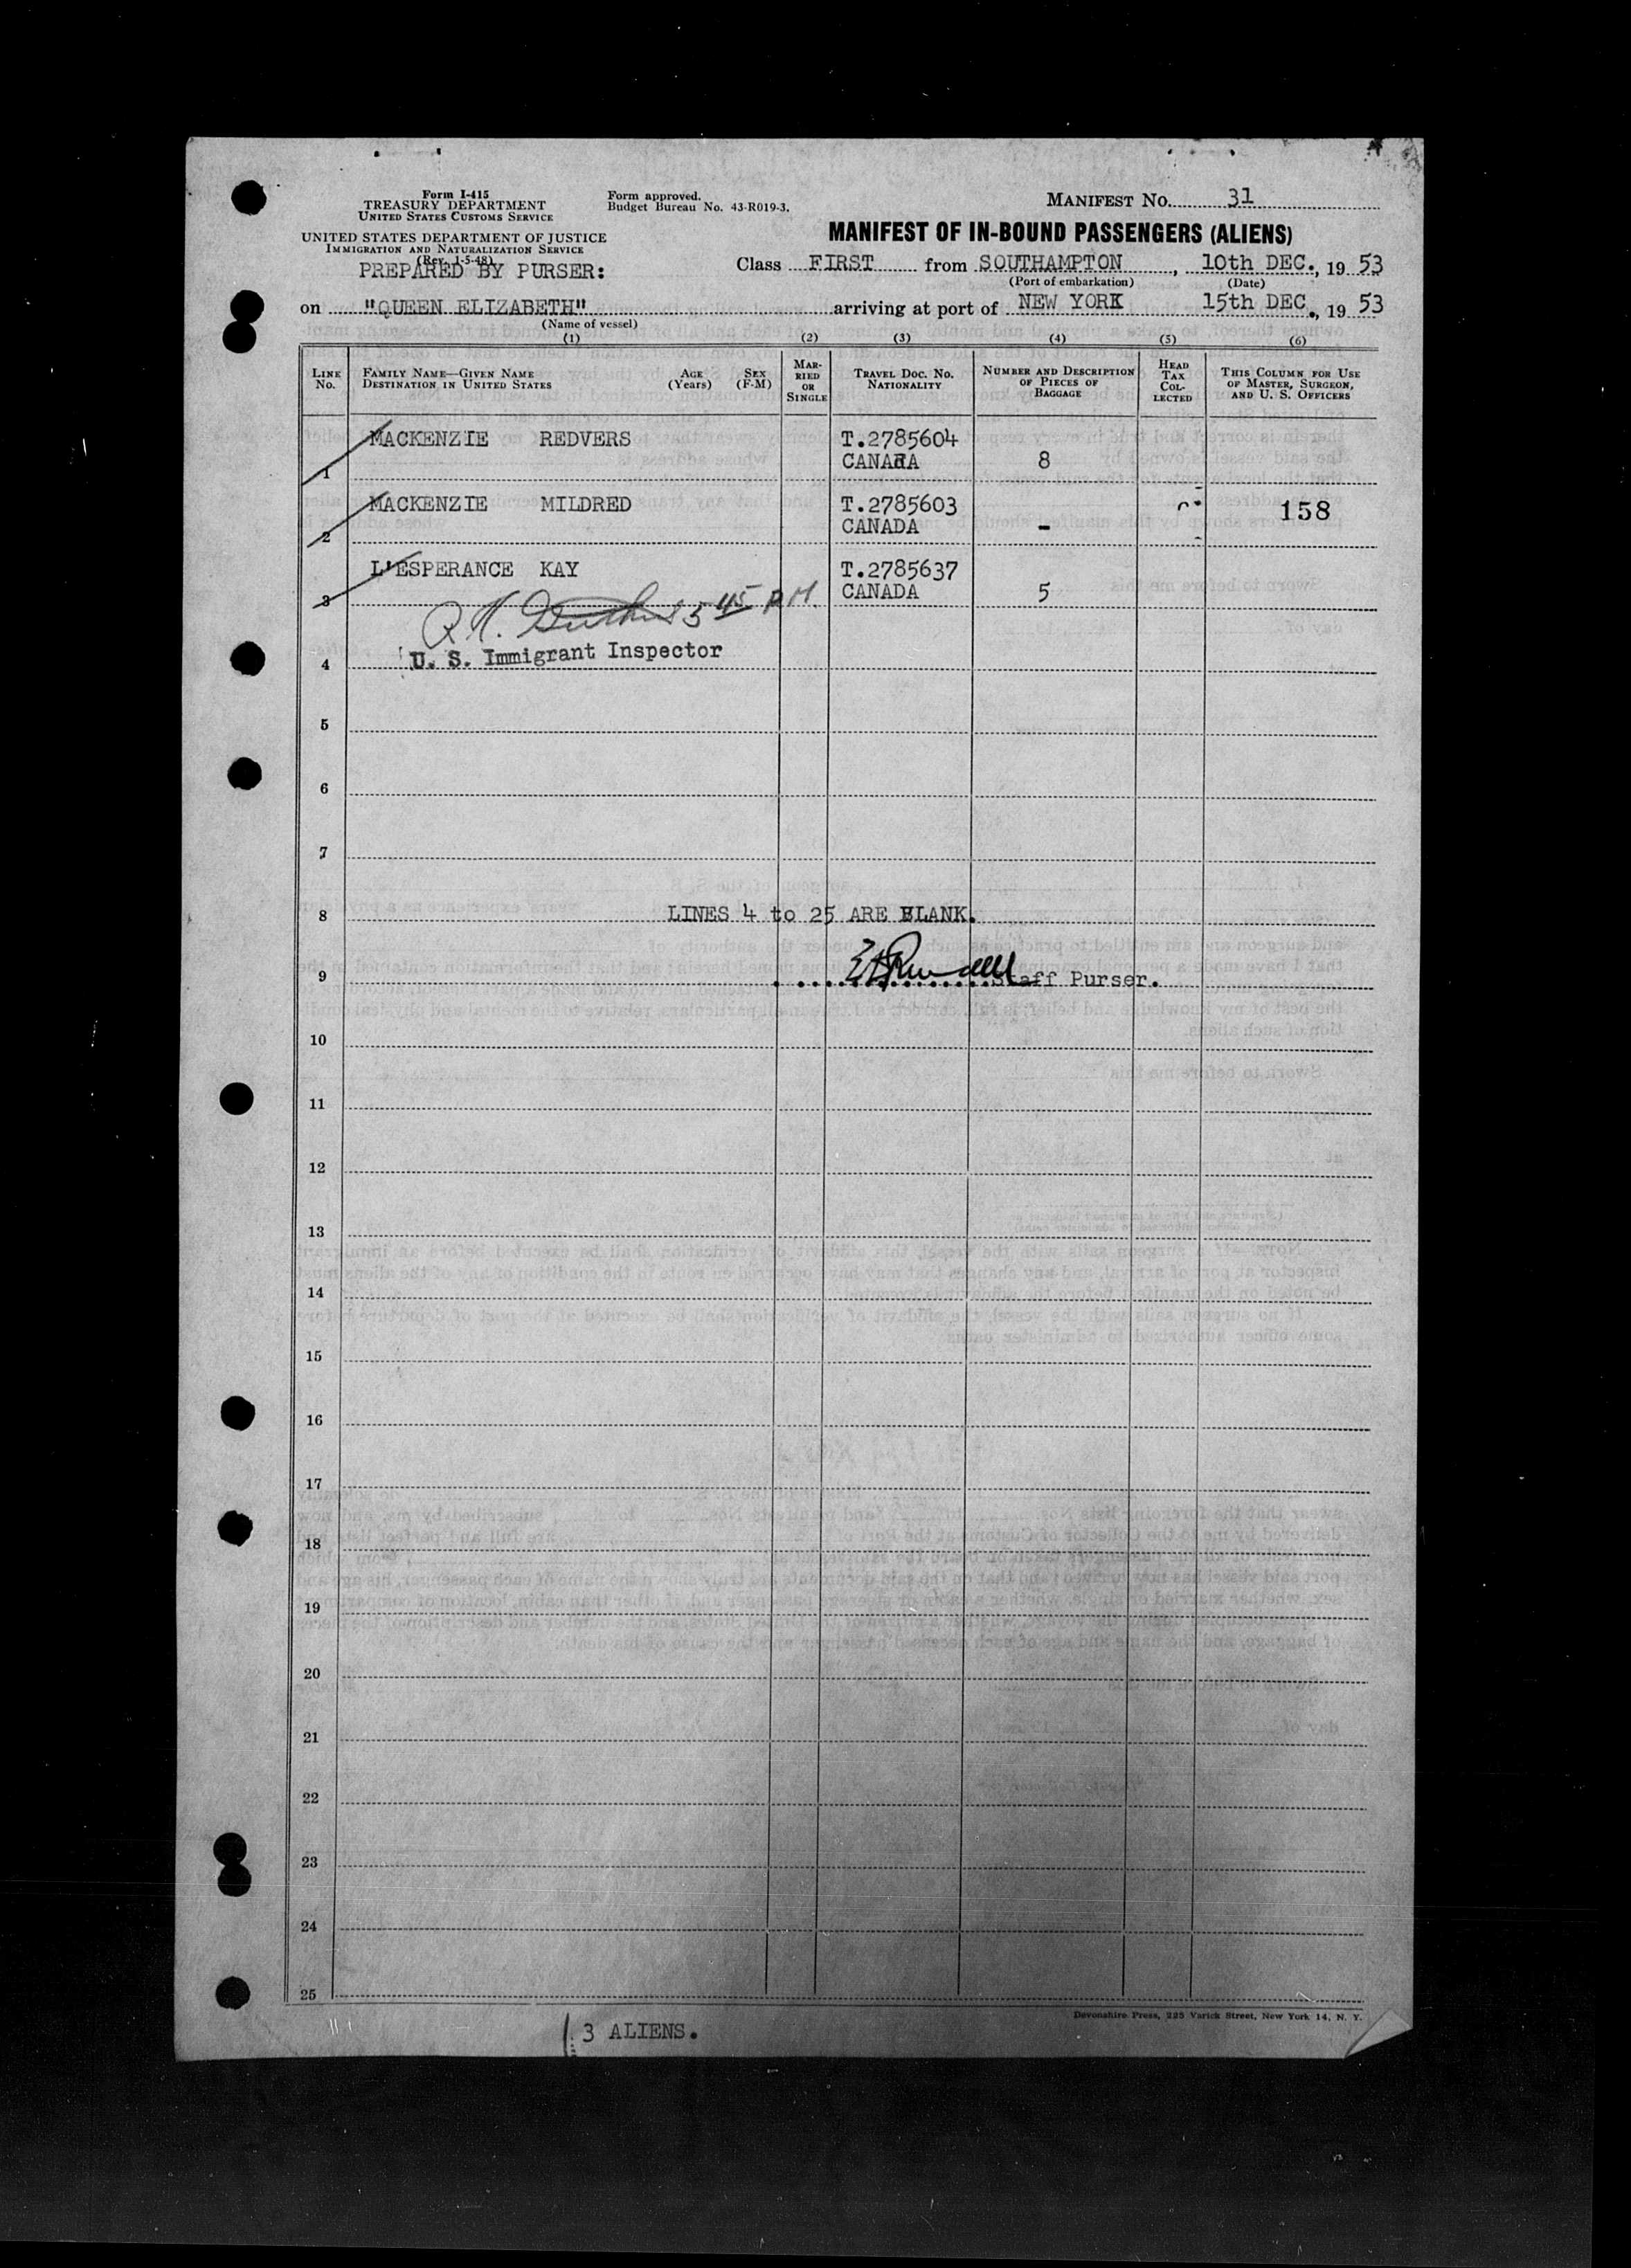 Form I-415
TREASURY DEPARTMENT
UNITED STATES CUSTOMS SERVICE
Form approved.
Budget Bureau No. 43-R019-3.
MANIFEST No. 31
UNITED STATES DEPARTMENT OF JUSTICE
IMMIGRATION AND NATURALIZATION SERVICE
(Rev. 1-5-48)
PREPARED BY PURSER:
MANIFEST OF IN-BOUND PASSENGERS (ALIENS)
Class FIRST from SOUTHAMPTON, 10th DEC., 19 53
(Port of embarkation) (Date)
on "QUEEN ELIZABETH" arriving at port of NEW YORK 15th DEC., 19 53
(Name of vessel)
(1) (2) (3) (4) (5) (6)
LINE No. FAMILY NAME—GIVEN NAME DESTINATION IN UNITED STATES AGE (Years) SEX (F-M) MARRIED OR SINGLE TRAVEL DOC. NO. NATIONALITY NUMBER AND DESCRIPTION OF PIECES OF BAGGAGE HEAD TAX COLLECTED THIS COLUMN FOR USE OF MASTER, SURGEON, AND U. S. OFFICERS
MACKENZIE REDVERS T.2785604
1 CANADA 8
MACKENZIE MILDRED T.2785603 158
2 CANADA -
L'ESPERANCE KAY T.2785637
3 CANADA 5
5 45 P.M.
U. S. Immigrant Inspector
4
5
6
7
8 LINES 4 to 25 ARE BLANK.
9 Staff Purser.
10
11
12
13
14
15
16
17
18
19
20
21
22
23
24
25
Devonshire Press, 225 Varick Street, New York 14, N. Y.
3 ALIENS.